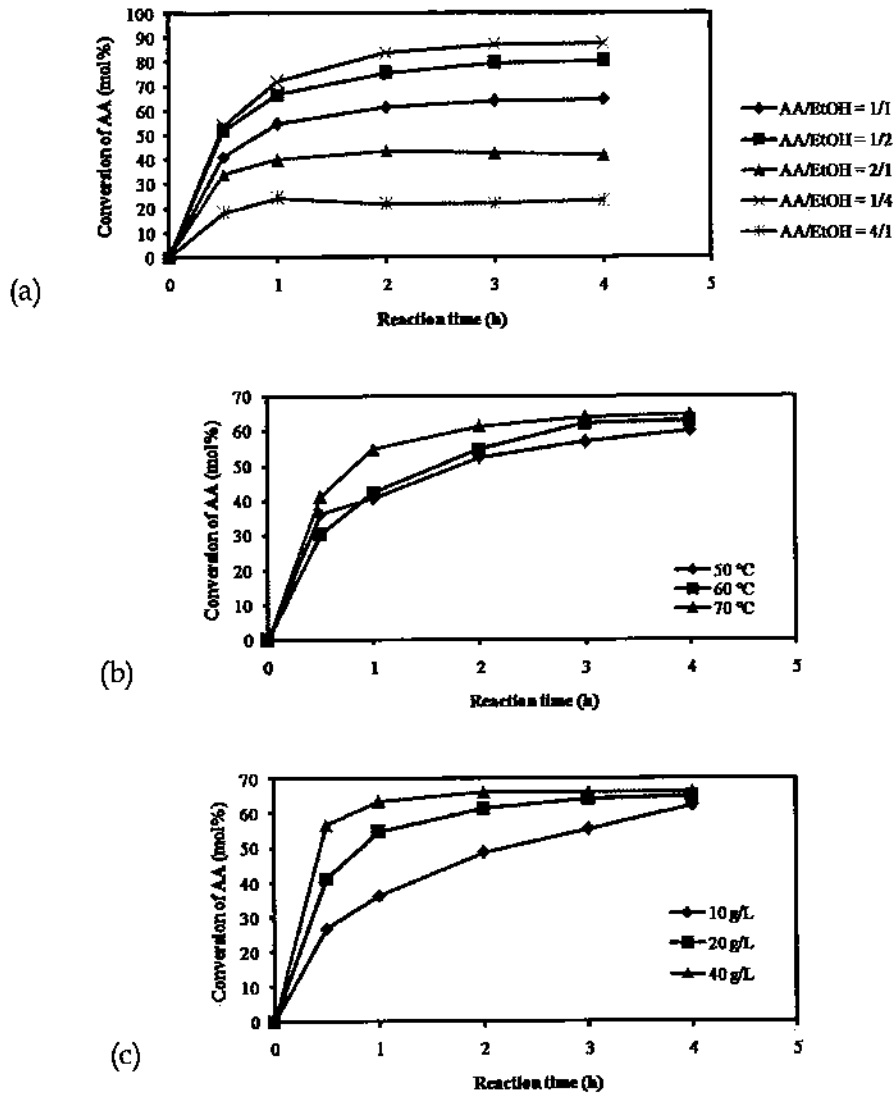 100
90
80
70
60
50
40
30
20
10
0
Conversion of AA (mol%)
0 1 2 3 4 5
Reaction time (h)
AA/EtOH = 1/1
AA/EtOH = 1/2
AA/EtOH = 2/1
AA/EtOH = 1/4
AA/EtOH = 4/1
(a)
70
60
50
40
30
20
10
0
Conversion of AA (mol%)
50 °C
60 °C
70 °C
0 1 2 3 4 5
Reaction time (h)
(b)
70
60
50
40
30
20
10
0
Conversion of AA (mol%)
10 g/L
20 g/L
40 g/L
0 1 2 3 4 5
Reaction time (h)
(c)